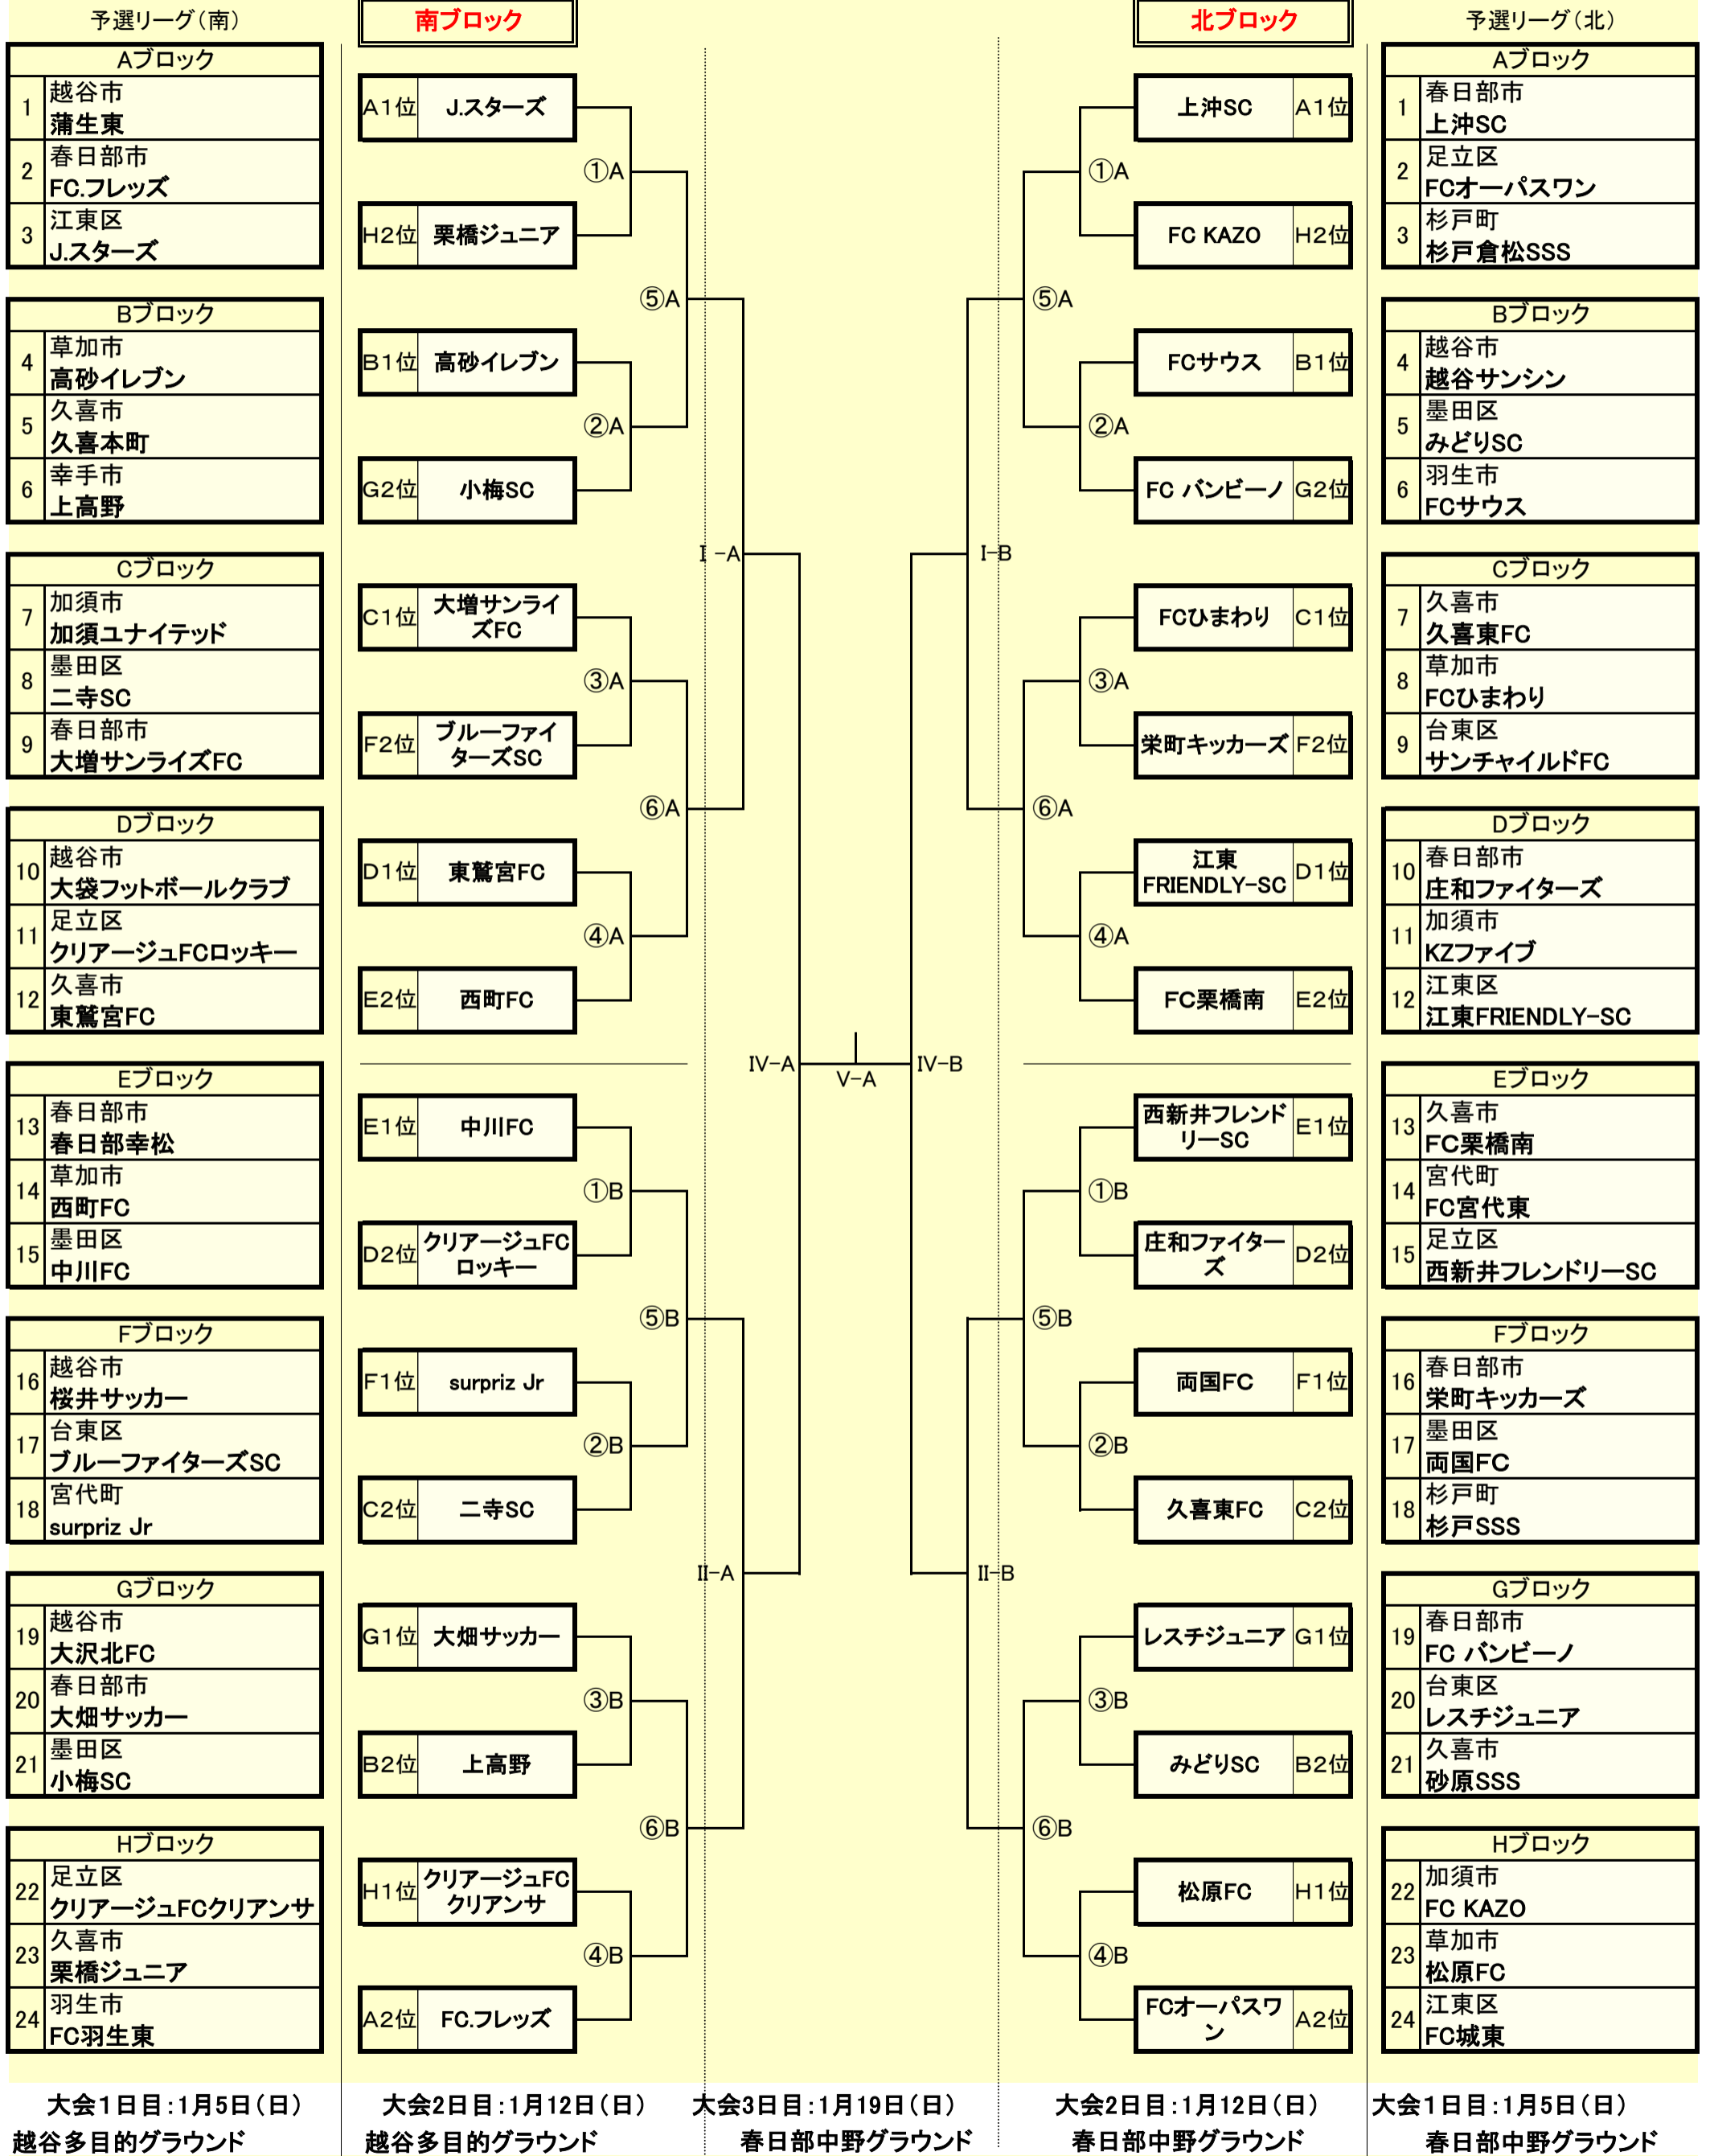 予選リーグ(南)
Aブロック
1
越谷市
蒲生東
2
春日部市
FC.フレッズ
3
江東区
J.スターズ
Bブロック
4
草加市
高砂イレブン
5
久喜市
久喜本町
6
幸手市
上高野
Cブロック
7
加須市
加須ユナイテッド
8
墨田区
二寺SC
9
春日部市
大増サンライズFC
Dブロック
10
越谷市
大袋フットボールクラブ
11
足立区
クリアージュFCロッキー
12
久喜市
東鷲宮FC
Eブロック
13
春日部市
春日部幸松
14
草加市
西町FC
15
墨田区
中川FC
Fブロック
16
越谷市
桜井サッカー
17
台東区
ブルーファイターズSC
18
宮代町
surpriz Jr
Gブロック
19
越谷市
大沢北FC
20
春日部市
大畑サッカー
21
墨田区
小梅SC
Hブロック
22
足立区
クリアージュFCクリアンサ
23
久喜市
栗橋ジュニア
24
羽生市
FC羽生東
大会1日目:1月5日(日)
越谷多目的グラウンド
南ブロック
A1位 J.スターズ
①A
H2位 栗橋ジュニア
⑤A
B1位 高砂イレブン
②A
G2位 小梅SC
I-A
C1位 大増サンライ
ズFC
③A
F2位 ブルーファイ
ターズSC
⑥A
D1位 東鷲宮FC
④A
E2位 西町FC
IV-A
E1位 中川FC
①B
D2位 クリアージュFC
ロッキー
⑤B
F1位 surpriz Jr
②B
C2位 二寺SC
II-A
G1位 大畑サッカー
③B
B2位 上高野
⑥B
H1位 クリアージュFC
クリアンサ
④B
A2位 FC.フレッズ
大会2日目:1月12日(日)
越谷多目的グラウンド
V-A
大会3日目:1月19日(日)
春日部中野グラウンド
北ブロック
上沖SC A1位
①A
FC KAZO H2位
⑤A
FCサウス B1位
②A
FC バンビーノ G2位
I-B
FCひまわり C1位
③A
栄町キッカーズ F2位
⑥A
江東
FRIENDLY-SC D1位
④A
FC栗橋南 E2位
IV-B
西新井フレンド
リーSC E1位
①B
庄和ファイター
ズ D2位
⑤B
両国FC F1位
②B
久喜東FC C2位
II-B
レスチジュニア G1位
③B
みどりSC B2位
⑥B
松原FC H1位
④B
FCオーパスワ
ン A2位
大会2日目:1月12日(日)
春日部中野グラウンド
予選リーグ(北)
Aブロック
1
春日部市
上沖SC
2
足立区
FCオーパスワン
3
杉戸町
杉戸倉松SSS
Bブロック
4
越谷市
越谷サンシン
5
墨田区
みどりSC
6
羽生市
FCサウス
Cブロック
7
久喜市
久喜東FC
8
草加市
FCひまわり
9
台東区
サンチャイルドFC
Dブロック
10
春日部市
庄和ファイターズ
11
加須市
KZファイブ
12
江東区
江東FRIENDLY-SC
Eブロック
13
久喜市
FC栗橋南
14
宮代町
FC宮代東
15
足立区
西新井フレンドリーSC
Fブロック
16
春日部市
栄町キッカーズ
17
墨田区
両国FC
18
杉戸町
杉戸SSS
Gブロック
19
春日部市
FC バンビーノ
20
台東区
レスチジュニア
21
久喜市
砂原SSS
Hブロック
22
加須市
FC KAZO
23
草加市
松原FC
24
江東区
FC城東
大会1日目:1月5日(日)
春日部中野グラウンド